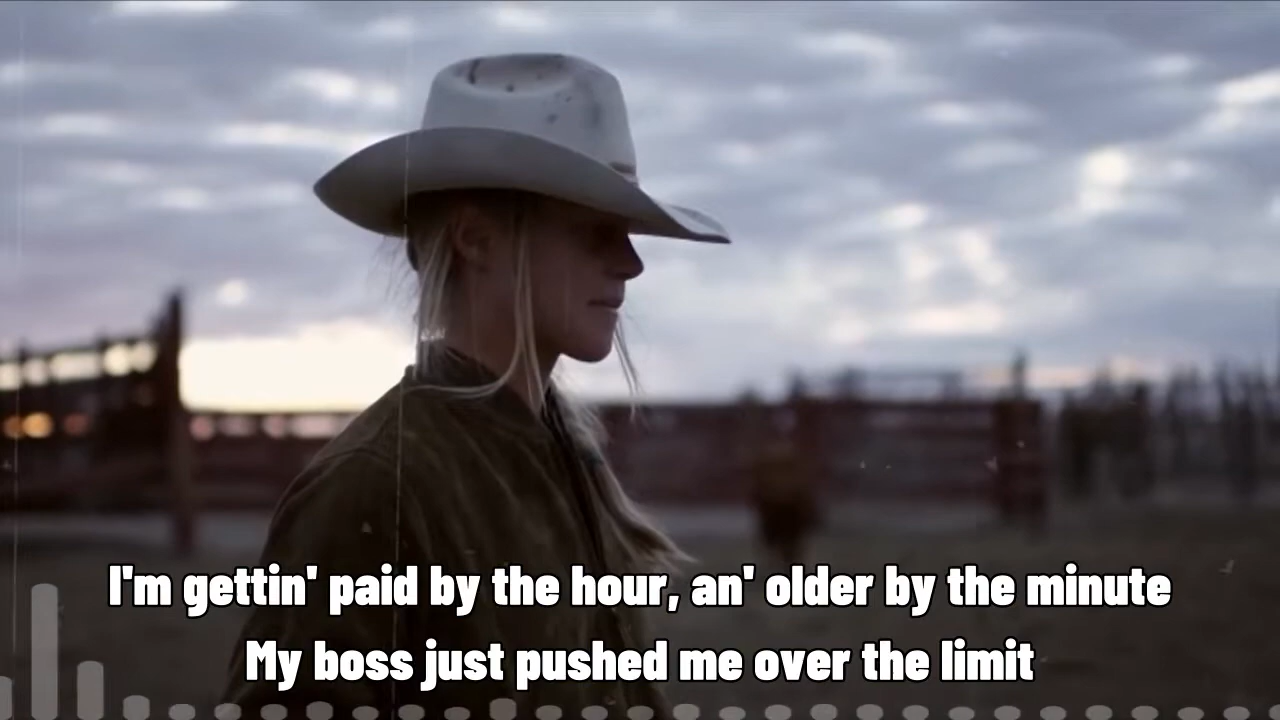 I'm gettin' paid by the hour, an' older by the minute
My boss just pushed me over the limit